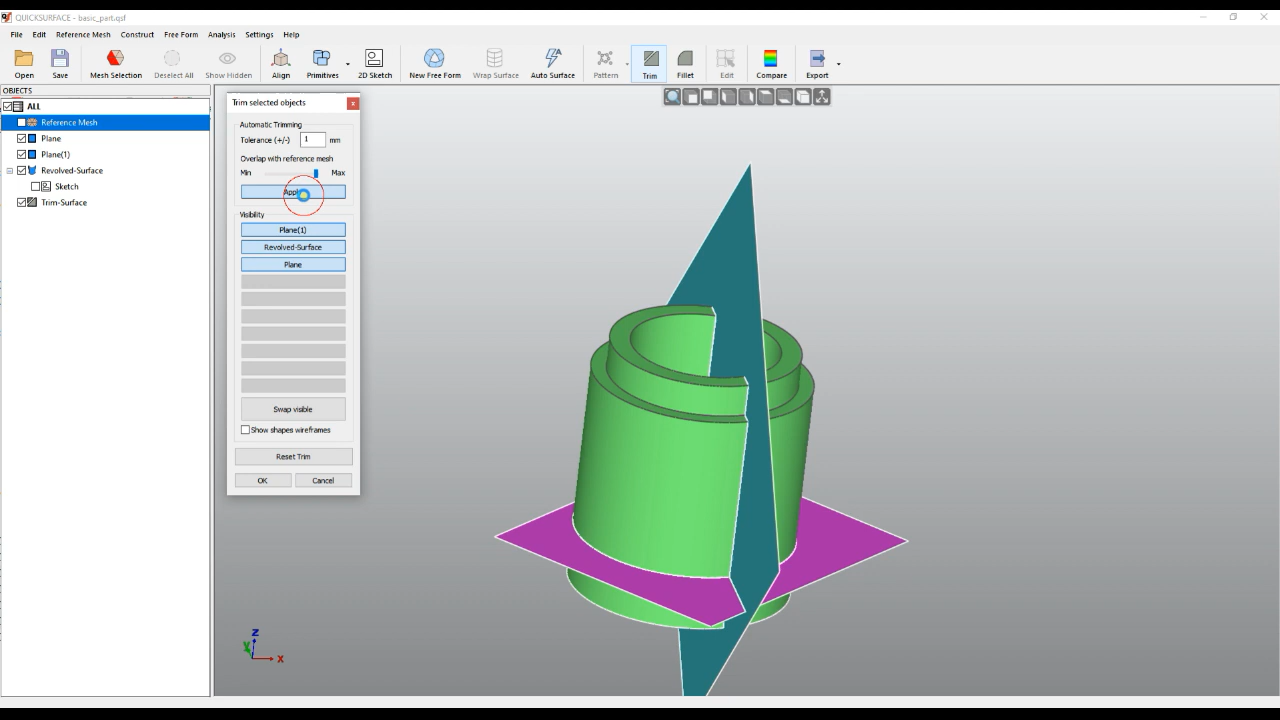 QUICKSURFACE - basic_part.qsf
File Edit Reference Mesh Construct Free Form Analysis Settings Help
Open Save Mesh Selection Deselect All Show Hidden Align Primitives 2D Sketch New Free Form Wrap Surface Auto Surface Pattern Trim Fillet Edit Compare Export
OBJECTS
ALL
Reference Mesh
Plane
Plane(1)
Revolved-Surface
Sketch
Trim-Surface
Trim selected objects
Automatic Trimming
Tolerance (+/-) 1 mm
Overlap with reference mesh
Min Max
Visibility
Plane(1)
Revolved-Surface
Plane
Swap visible
Show shapes wireframes
Reset Trim
OK Cancel
Z
Y
X